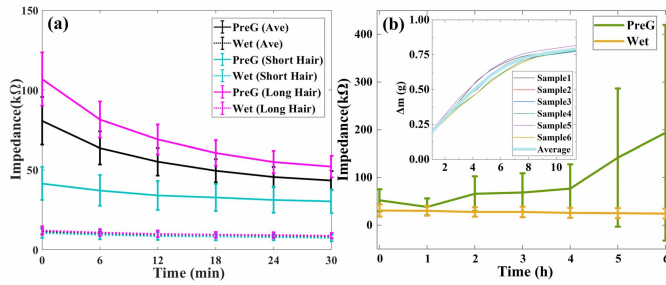 (a)
PreG (Ave)
Wet (Ave)
PreG (Short Hair)
Wet (Short Hair)
PreG (Long Hair)
Wet (Long Hair)
Impedance(kΩ)
150
100
50
0
0 6 12 18 24 30
Time (min)
(b)
PreG
Wet
Impedance(kΩ)
400
300
200
100
0
0 1 2 3 4 5 6
Time (h)
Δm (g)
1.00
0.75
0.50
0.25
0.00
2 4 6 8 10
Sample1
Sample2
Sample3
Sample4
Sample5
Sample6
Average